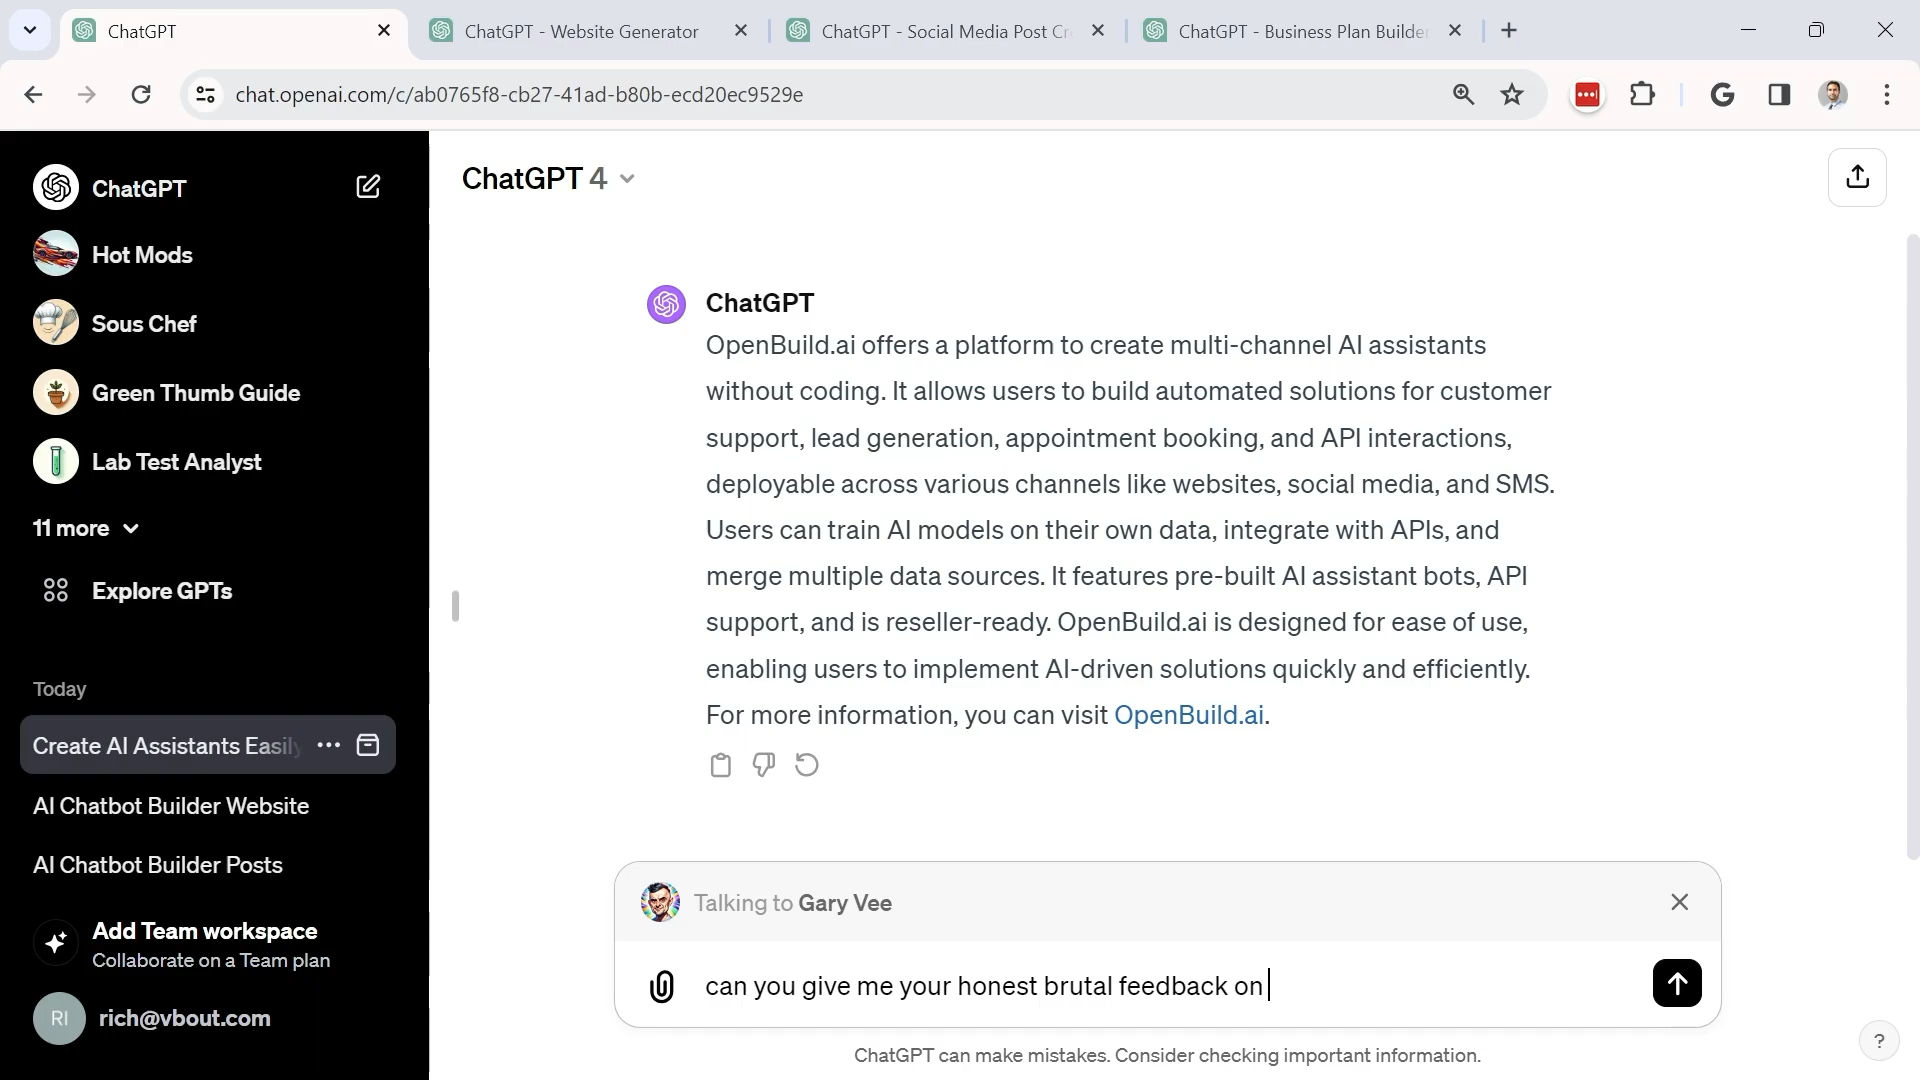 ChatGPT
ChatGPT - Website Generator
ChatGPT - Social Media Post Cr
ChatGPT - Business Plan Builder
chat.openai.com/c/ab0765f8-cb27-41ad-b80b-ecd20ec9529e
ChatGPT
Hot Mods
Sous Chef
Green Thumb Guide
Lab Test Analyst
11 more
Explore GPTs
Today
Create AI Assistants Easily
AI Chatbot Builder Website
AI Chatbot Builder Posts
Add Team workspace
Collaborate on a Team plan
RI
rich@vbout.com
ChatGPT 4
ChatGPT
OpenBuild.ai offers a platform to create multi-channel AI assistants
without coding. It allows users to build automated solutions for customer
support, lead generation, appointment booking, and API interactions,
deployable across various channels like websites, social media, and SMS.
Users can train AI models on their own data, integrate with APIs, and
merge multiple data sources. It features pre-built AI assistant bots, API
support, and is reseller-ready. OpenBuild.ai is designed for ease of use,
enabling users to implement AI-driven solutions quickly and efficiently.
For more information, you can visit OpenBuild.ai.
Talking to Gary Vee
can you give me your honest brutal feedback on
ChatGPT can make mistakes. Consider checking important information.
?